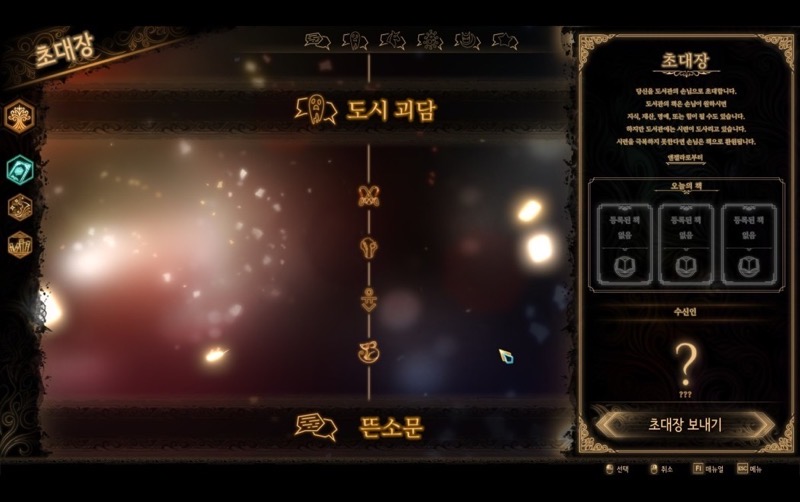 초대장
도시 괴담
뜬소문
초대장
당신을 도서관의 손님으로 초대합니다.
도서관의 책은 손님이 원하시면
지식, 재산, 명예, 또는 힘이 될 수도 있습니다.
하지만 도서관에는 시련이 도사리고 있습니다.
시련을 극복하지 못한다면 손님은 책으로 환원됩니다.
앤젤라로부터
오늘의 책
등록된 책 없음
등록된 책 없음
등록된 책 없음
수신인
?
???
초대장 보내기
선택 취소 F1 매뉴얼 ESC 메뉴